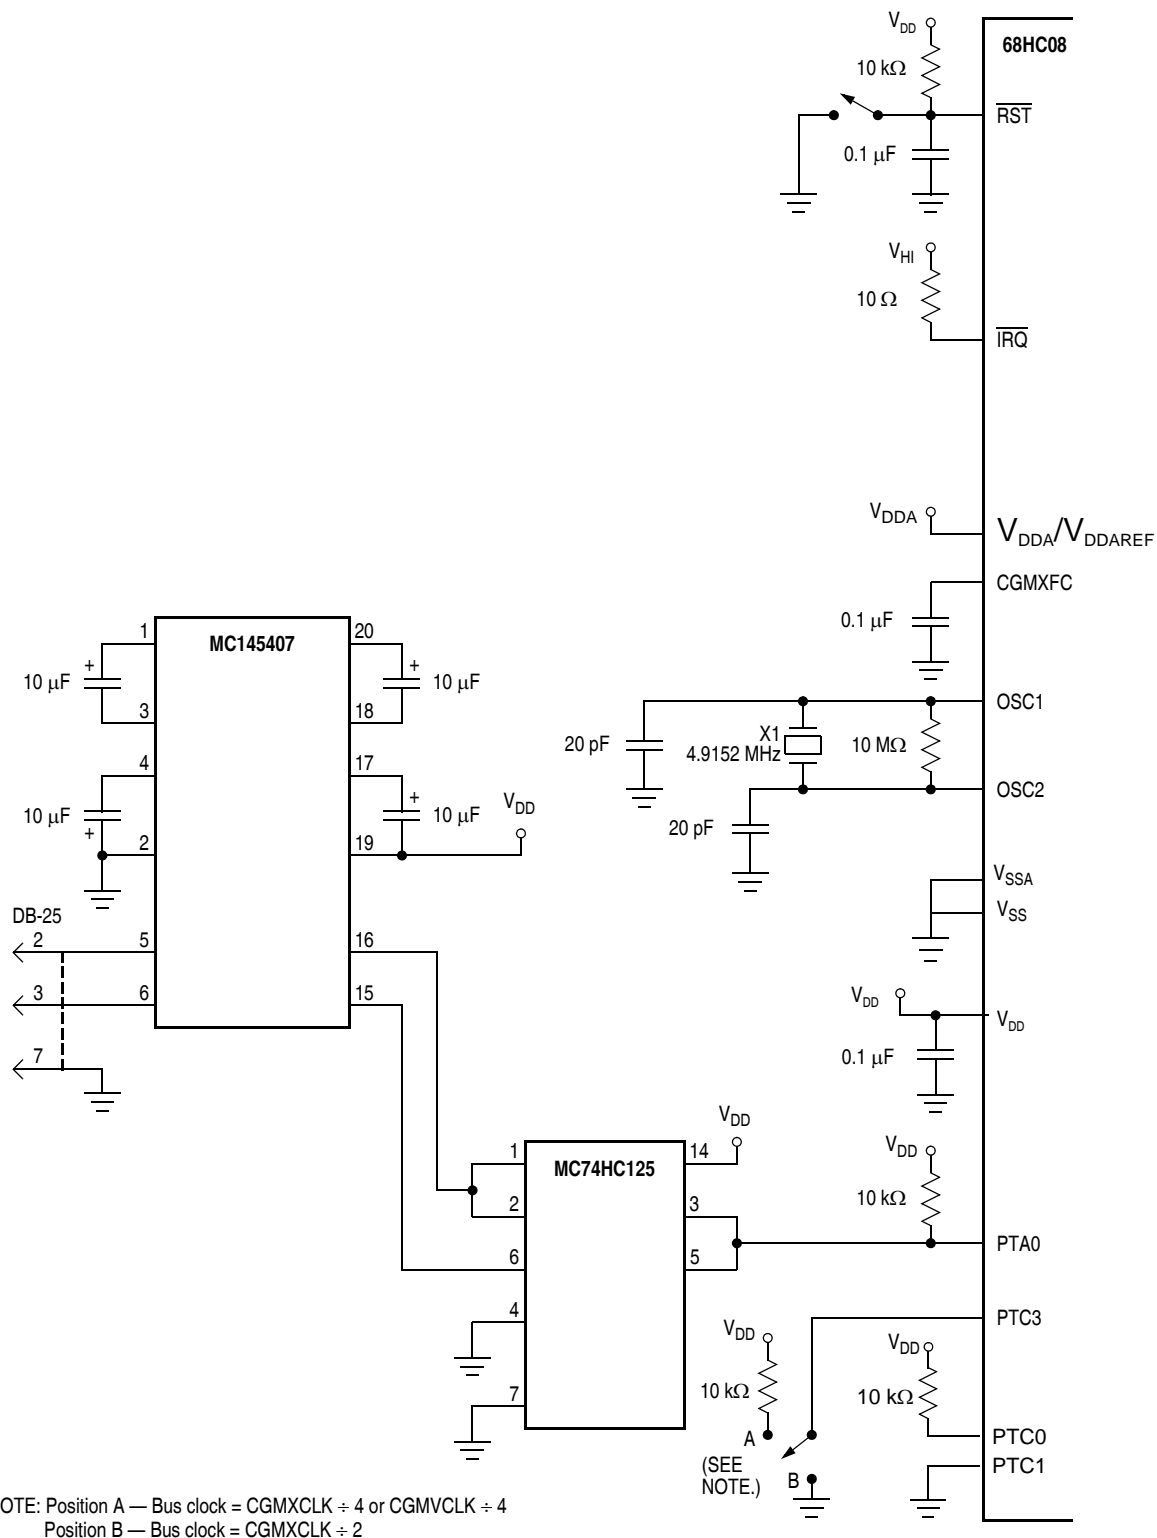 V_DD
68HC08
10 kΩ
RST
0.1 µF
V_HI
10 Ω
IRQ
V_DDA
V_DDA/V_DDAREF
CGMXFC
0.1 µF
MC145407
1
20
+
10 µF
+
10 µF
3
18
OSC1
20 pF
X1
4.9152 MHz
10 MΩ
OSC2
20 pF
4
17
10 µF
+
+
10 µF
V_DD
2
19
V_SSA
V_SS
DB-25
2
5
16
3
6
15
7
V_DD
V_DD
0.1 µF
V_DD
V_DD
1
MC74HC125
14
10 kΩ
2
3
PTA0
6
5
4
PTC3
V_DD
V_DD
7
10 kΩ
10 kΩ
A
PTC0
(SEE
NOTE.)
B
PTC1
OTE: Position A — Bus clock = CGMXCLK ÷ 4 or CGMVCLK ÷ 4
Position B — Bus clock = CGMXCLK ÷ 2